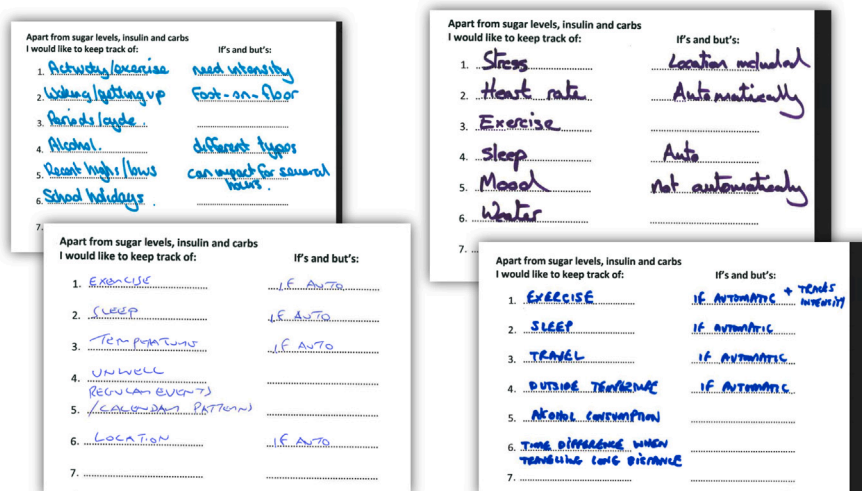 Apart from sugar levels, insulin and carbs
I would like to keep track of: If's and but's:
1. Activity/exercise need intensity
2. Waking/getting up Foot-on-floor
3. Periods/cycle.
4. Alcohol. different types
5. Recent highs/lows can impact for several
hours.
6. School holidays.
7.
Apart from sugar levels, insulin and carbs
I would like to keep track of: If's and but's:
1. Stress Location included
2. Heart rate Automatically
3. Exercise
4. Sleep Auto
5. Mood not automatically
6.
7.
Apart from sugar levels, insulin and carbs
I would like to keep track of: If's and but's:
1. EXERCISE IF AUTO
2. SLEEP IF AUTO
3. TEMPERATURE IF AUTO
4. UNWELL
REGULAR EVENTS
5. /CALENDAR PATTERNS
6. LOCATION IF AUTO
7.
Apart from sugar levels, insulin and carbs
I would like to keep track of: If's and but's:
1. EXERCISE IF AUTOMATIC + TRACKS
INTENSITY
2. SLEEP IF AUTOMATIC
3. TRAVEL IF AUTOMATIC
4. OUTSIDE IF AUTOMATIC
5. ALCOHOL CONSUMPTION
6. TIME DIFFERENCE WHEN
TRAVELLING LONG DISTANCE
7.